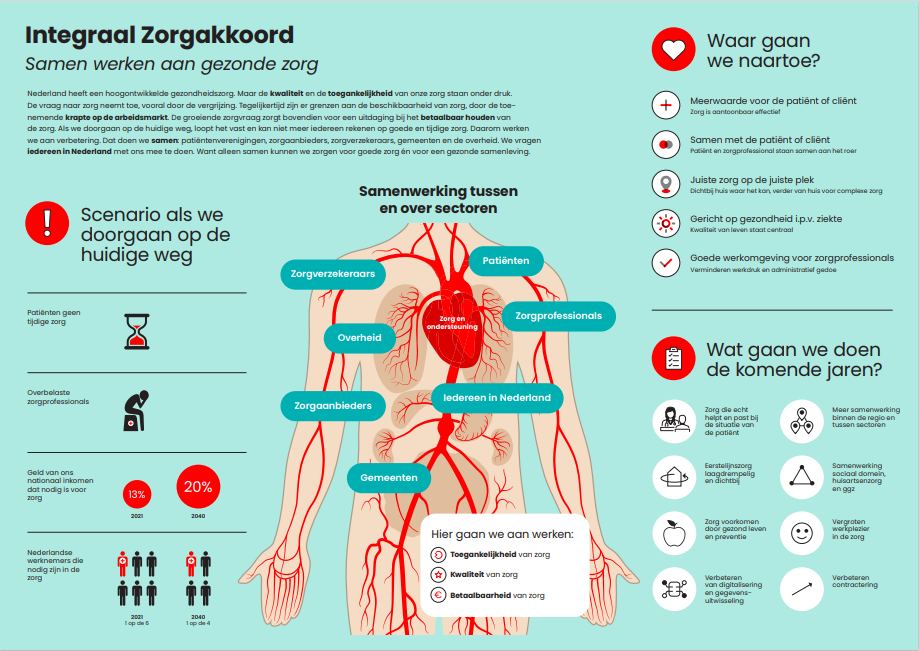 Integraal Zorgakkoord
Samen werken aan gezonde zorg
Nederland heeft een hoogontwikkelde gezondheidszorg. Maar de kwaliteit en de toegankelijkheid van onze zorg staan onder druk.
De vraag naar zorg neemt toe, vooral door de vergrijzing. Tegelijkertijd zijn er grenzen aan de beschikbaarheid van zorg, door de toe-
nemende krapte op de arbeidsmarkt. De groeiende zorgvraag zorgt bovendien voor een uitdaging bij het betaalbaar houden van
de zorg. Als we doorgaan op de huidige weg, loopt het vast en kan niet meer iedereen rekenen op goede en tijdige zorg. Daarom werken
we aan verbetering. Dat doen we samen: patiëntenverenigingen, zorgaanbieders, zorgverzekeraars, gemeenten en de overheid. We vragen
iedereen in Nederland met ons mee te doen. Want alleen samen kunnen we zorgen voor goede zorg én voor een gezonde samenleving.
Scenario als we
doorgaan op de
huidige weg
Patiënten geen
tijdige zorg
Overbelaste
zorgprofessionals
Geld van ons
nationaal inkomen
dat nodig is voor
zorg
13%
20%
2021
2040
Nederlandse
werknemers die
nodig zijn in de
zorg
2021
1 op de 6
2040
1 op de 4
Samenwerking tussen
en over sectoren
Zorgverzekeraars
Patiënten
Zorg en
ondersteuning
Zorgprofessionals
Overheid
Iedereen in Nederland
Zorgaanbieders
Gemeenten
Hier gaan we aan werken:
Toegankelijkheid van zorg
Kwaliteit van zorg
Betaalbaarheid van zorg
Waar gaan
we naartoe?
Meerwaarde voor de patiënt of cliënt
Zorg is aantoonbaar effectief
Samen met de patiënt of cliënt
Patiënt en zorgprofessional staan samen aan het roer
Juiste zorg op de juiste plek
Dichtbij huis waar het kan, verder van huis voor complexe zorg
Gericht op gezondheid i.p.v. ziekte
Kwaliteit van leven staat centraal
Goede werkomgeving voor zorgprofessionals
Verminderen werkdruk en administratief gedoe
Wat gaan we doen
de komende jaren?
Zorg die echt
helpt en past bij
de situatie van
de patiënt
Meer samenwerking
binnen de regio en
tussen sectoren
Eerstelijnszorg
laagdrempelig
en dichtbij
Samenwerking
sociaal domein,
huisartsenzorg
en ggz
Zorg voorkomen
door gezond leven
en preventie
Vergroten
werkplezier
in de zorg
Verbeteren
van digitalisering
en gegevens-
uitwisseling
Verbeteren
contractering